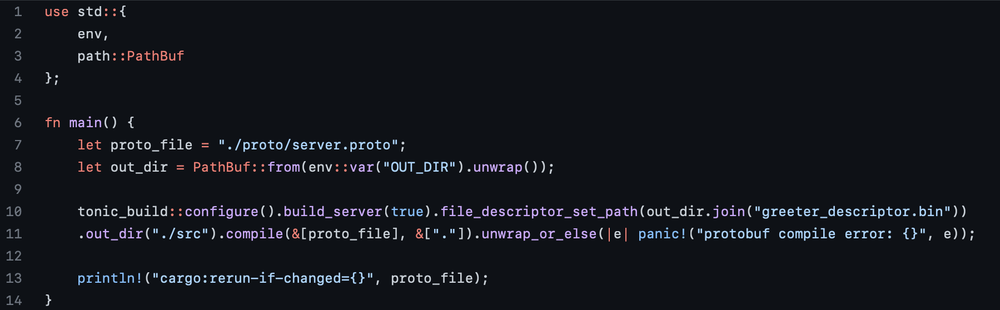 1 use std::{
2     env,
3     path::PathBuf
4 };
5
6 fn main() {
7     let proto_file = "./proto/server.proto";
8     let out_dir = PathBuf::from(env::var("OUT_DIR").unwrap());
9
10     tonic_build::configure().build_server(true).file_descriptor_set_path(out_dir.join("greeter_descriptor.bin"))
11     .out_dir("./src").compile(&[proto_file], &["."]).unwrap_or_else(|e| panic!("protobuf compile error: {}", e));
12
13     println!("cargo:rerun-if-changed={}", proto_file);
14 }